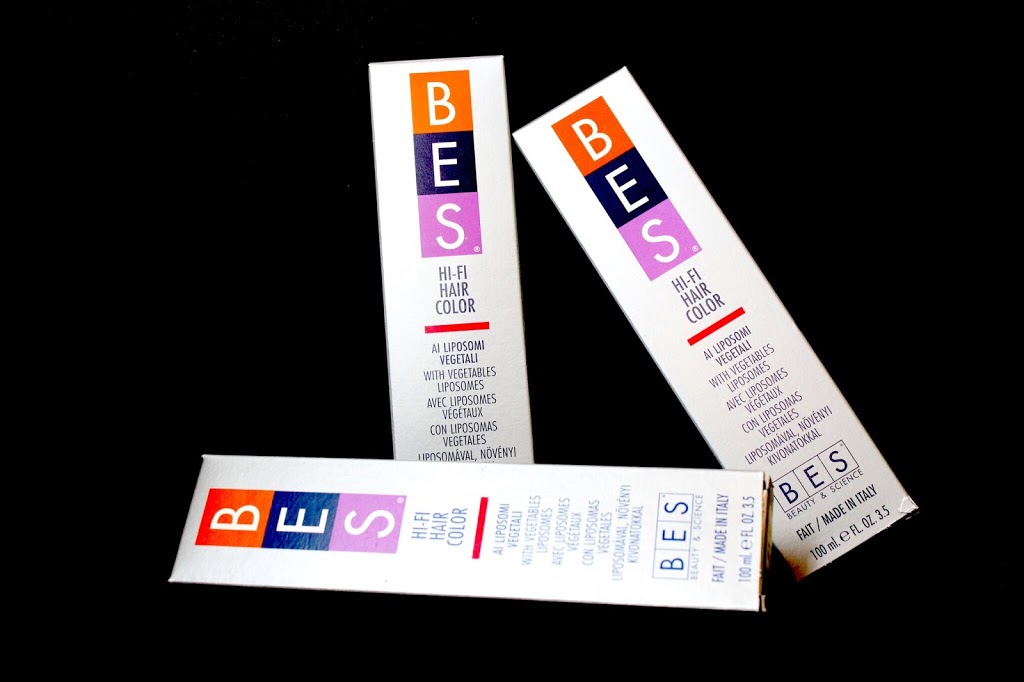 B
E
S
®
HI-FI
HAIR
COLOR
AI LIPOSOMI
VEGETALI
WITH VEGETABLES
LIPOSOMES
AVEC LIPOSOMES
VÉGÉTAUX
CON LIPOSOMAS
VEGETALES
LIPOSOMÁVAL, NÖVÉNYI
B
E
S
®
HI-FI
HAIR
COLOR
AI LIPOSOMI
VEGETALI
WITH VEGETABLES
LIPOSOMES
AVEC LIPOSOMES
VÉGÉTAUX
CON LIPOSOMAS
VEGETALES
LIPOSOMÁVAL, NÖVÉNYI
KIVONATOKKAL
BES®
BEAUTY & SCIENCE
FAIT / MADE IN ITALY
100 ml. e FL. OZ. 3.5
B
E
S
®
HI-FI
HAIR
COLOR
AI LIPOSOMI
VEGETALI
WITH VEGETABLES
LIPOSOMES
AVEC LIPOSOMES
VÉGÉTAUX
CON LIPOSOMAS
VEGETALES
LIPOSOMÁVAL, NÖVÉNYI
KIVONATOKKAL
BES®
BEAUTY & SCIENCE
FAIT / MADE IN ITALY
100 ml. e FL. OZ. 3.5